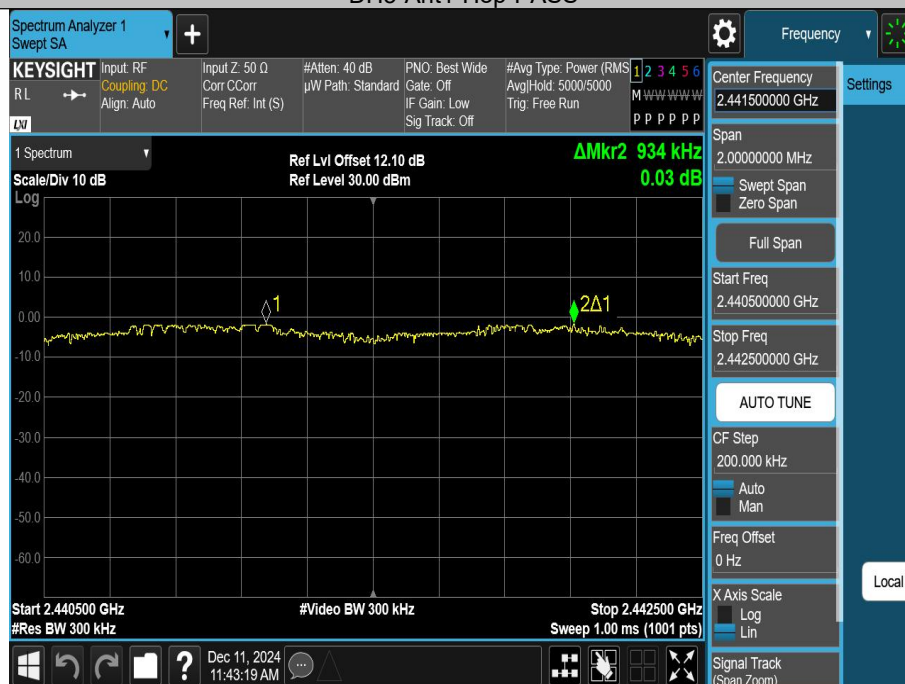 Spectrum Analyzer 1
Swept SA
Frequency
KEYSIGHT
RL
LXI
Input: RF
Coupling: DC
Align: Auto
Input Z: 50 Ω
Corr CCorr
Freq Ref: Int (S)
#Atten: 40 dB
µW Path: Standard
PNO: Best Wide
Gate: Off
IF Gain: Low
Sig Track: Off
#Avg Type: Power (RMS
Avg|Hold: 5000/5000
Trig: Free Run
1 2 3 4 5 6
M W W W W W
P P P P P P
1 Spectrum
Scale/Div 10 dB
Log
Ref Lvl Offset 12.10 dB
Ref Level 30.00 dBm
ΔMkr2 934 kHz
0.03 dB
20.0
10.0
0.00
-10.0
-20.0
-30.0
-40.0
-50.0
-60.0
1
2Δ1
Start 2.440500 GHz
#Res BW 300 kHz
#Video BW 300 kHz
Stop 2.442500 GHz
Sweep 1.00 ms (1001 pts)
Dec 11, 2024
11:43:19 AM
Center Frequency
2.441500000 GHz
Span
2.00000000 MHz
Swept Span
Zero Span
Full Span
Start Freq
2.440500000 GHz
Stop Freq
2.442500000 GHz
AUTO TUNE
CF Step
200.000 kHz
Auto
Man
Freq Offset
0 Hz
X Axis Scale
Log
Lin
Signal Track
(Span Zoom)
Settings
Local